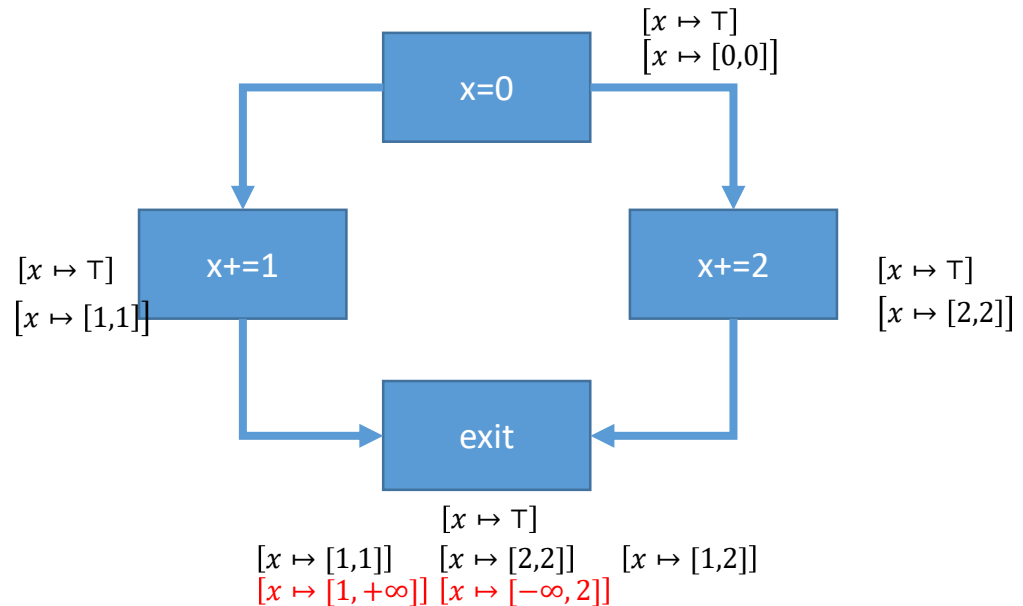 [x ↦ ⊤]
[x ↦ [0,0]]
x=0
x+=1
x+=2
[x ↦ ⊤]
[x ↦ [1,1]]
[x ↦ ⊤]
[x ↦ [2,2]]
exit
[x ↦ ⊤]
[x ↦ [1,1]] [x ↦ [2,2]] [x ↦ [1,2]]
[x ↦ [1, +∞]] [x ↦ [−∞, 2]]